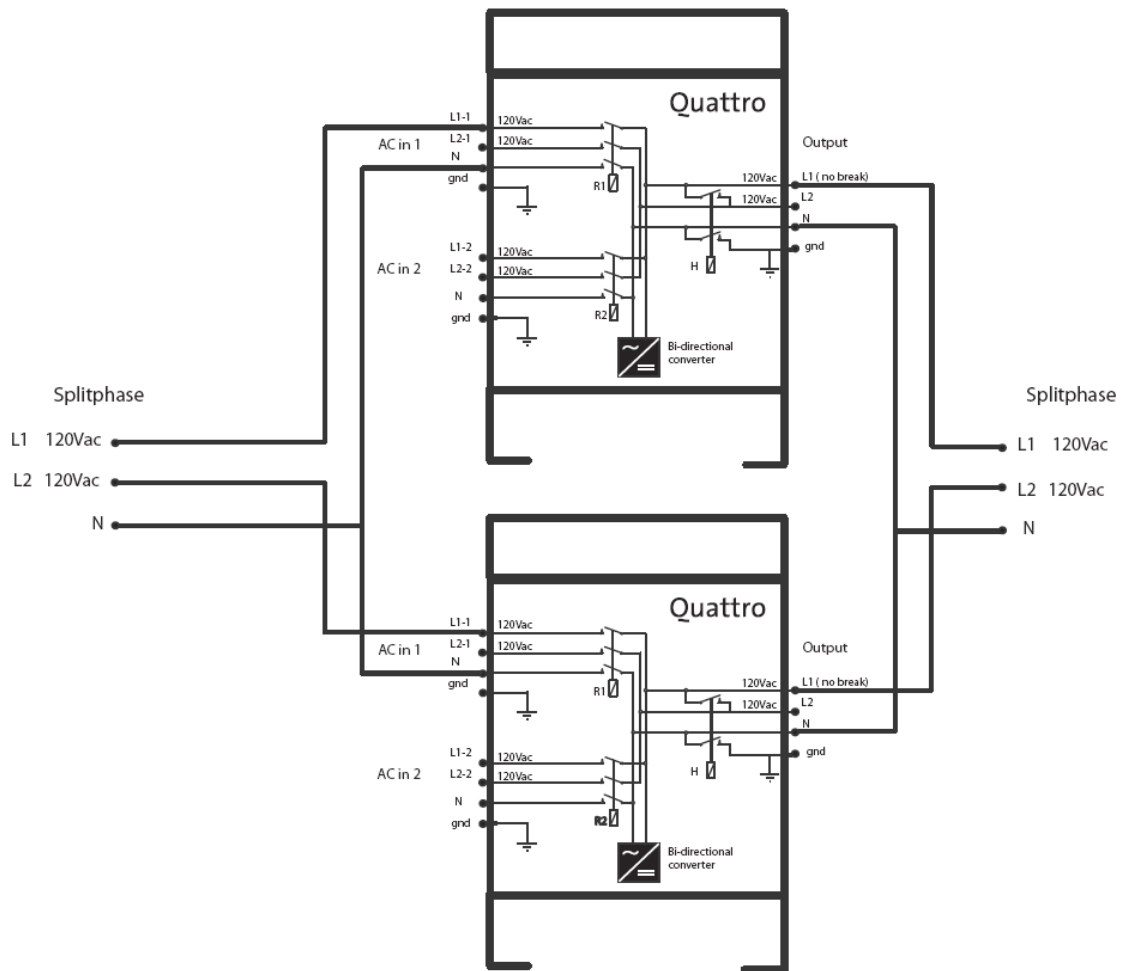 Quattro
L1-1 120Vac
AC in 1 L2-1 120Vac
N
gnd
R1
Output
120Vac L1 ( no break)
120Vac L2
N
gnd
H
L1-2 120Vac
AC in 2 L2-2 120Vac
N
gnd
R2
Bi-directional
converter
Splitphase
L1 120Vac
L2 120Vac
N
Splitphase
L1 120Vac
L2 120Vac
N
Quattro
L1-1 120Vac
AC in 1 L2-1 120Vac
N
gnd
R1
Output
120Vac L1 ( no break)
120Vac L2
N
gnd
H
L1-2 120Vac
AC in 2 L2-2 120Vac
N
gnd
R2
Bi-directional
converter